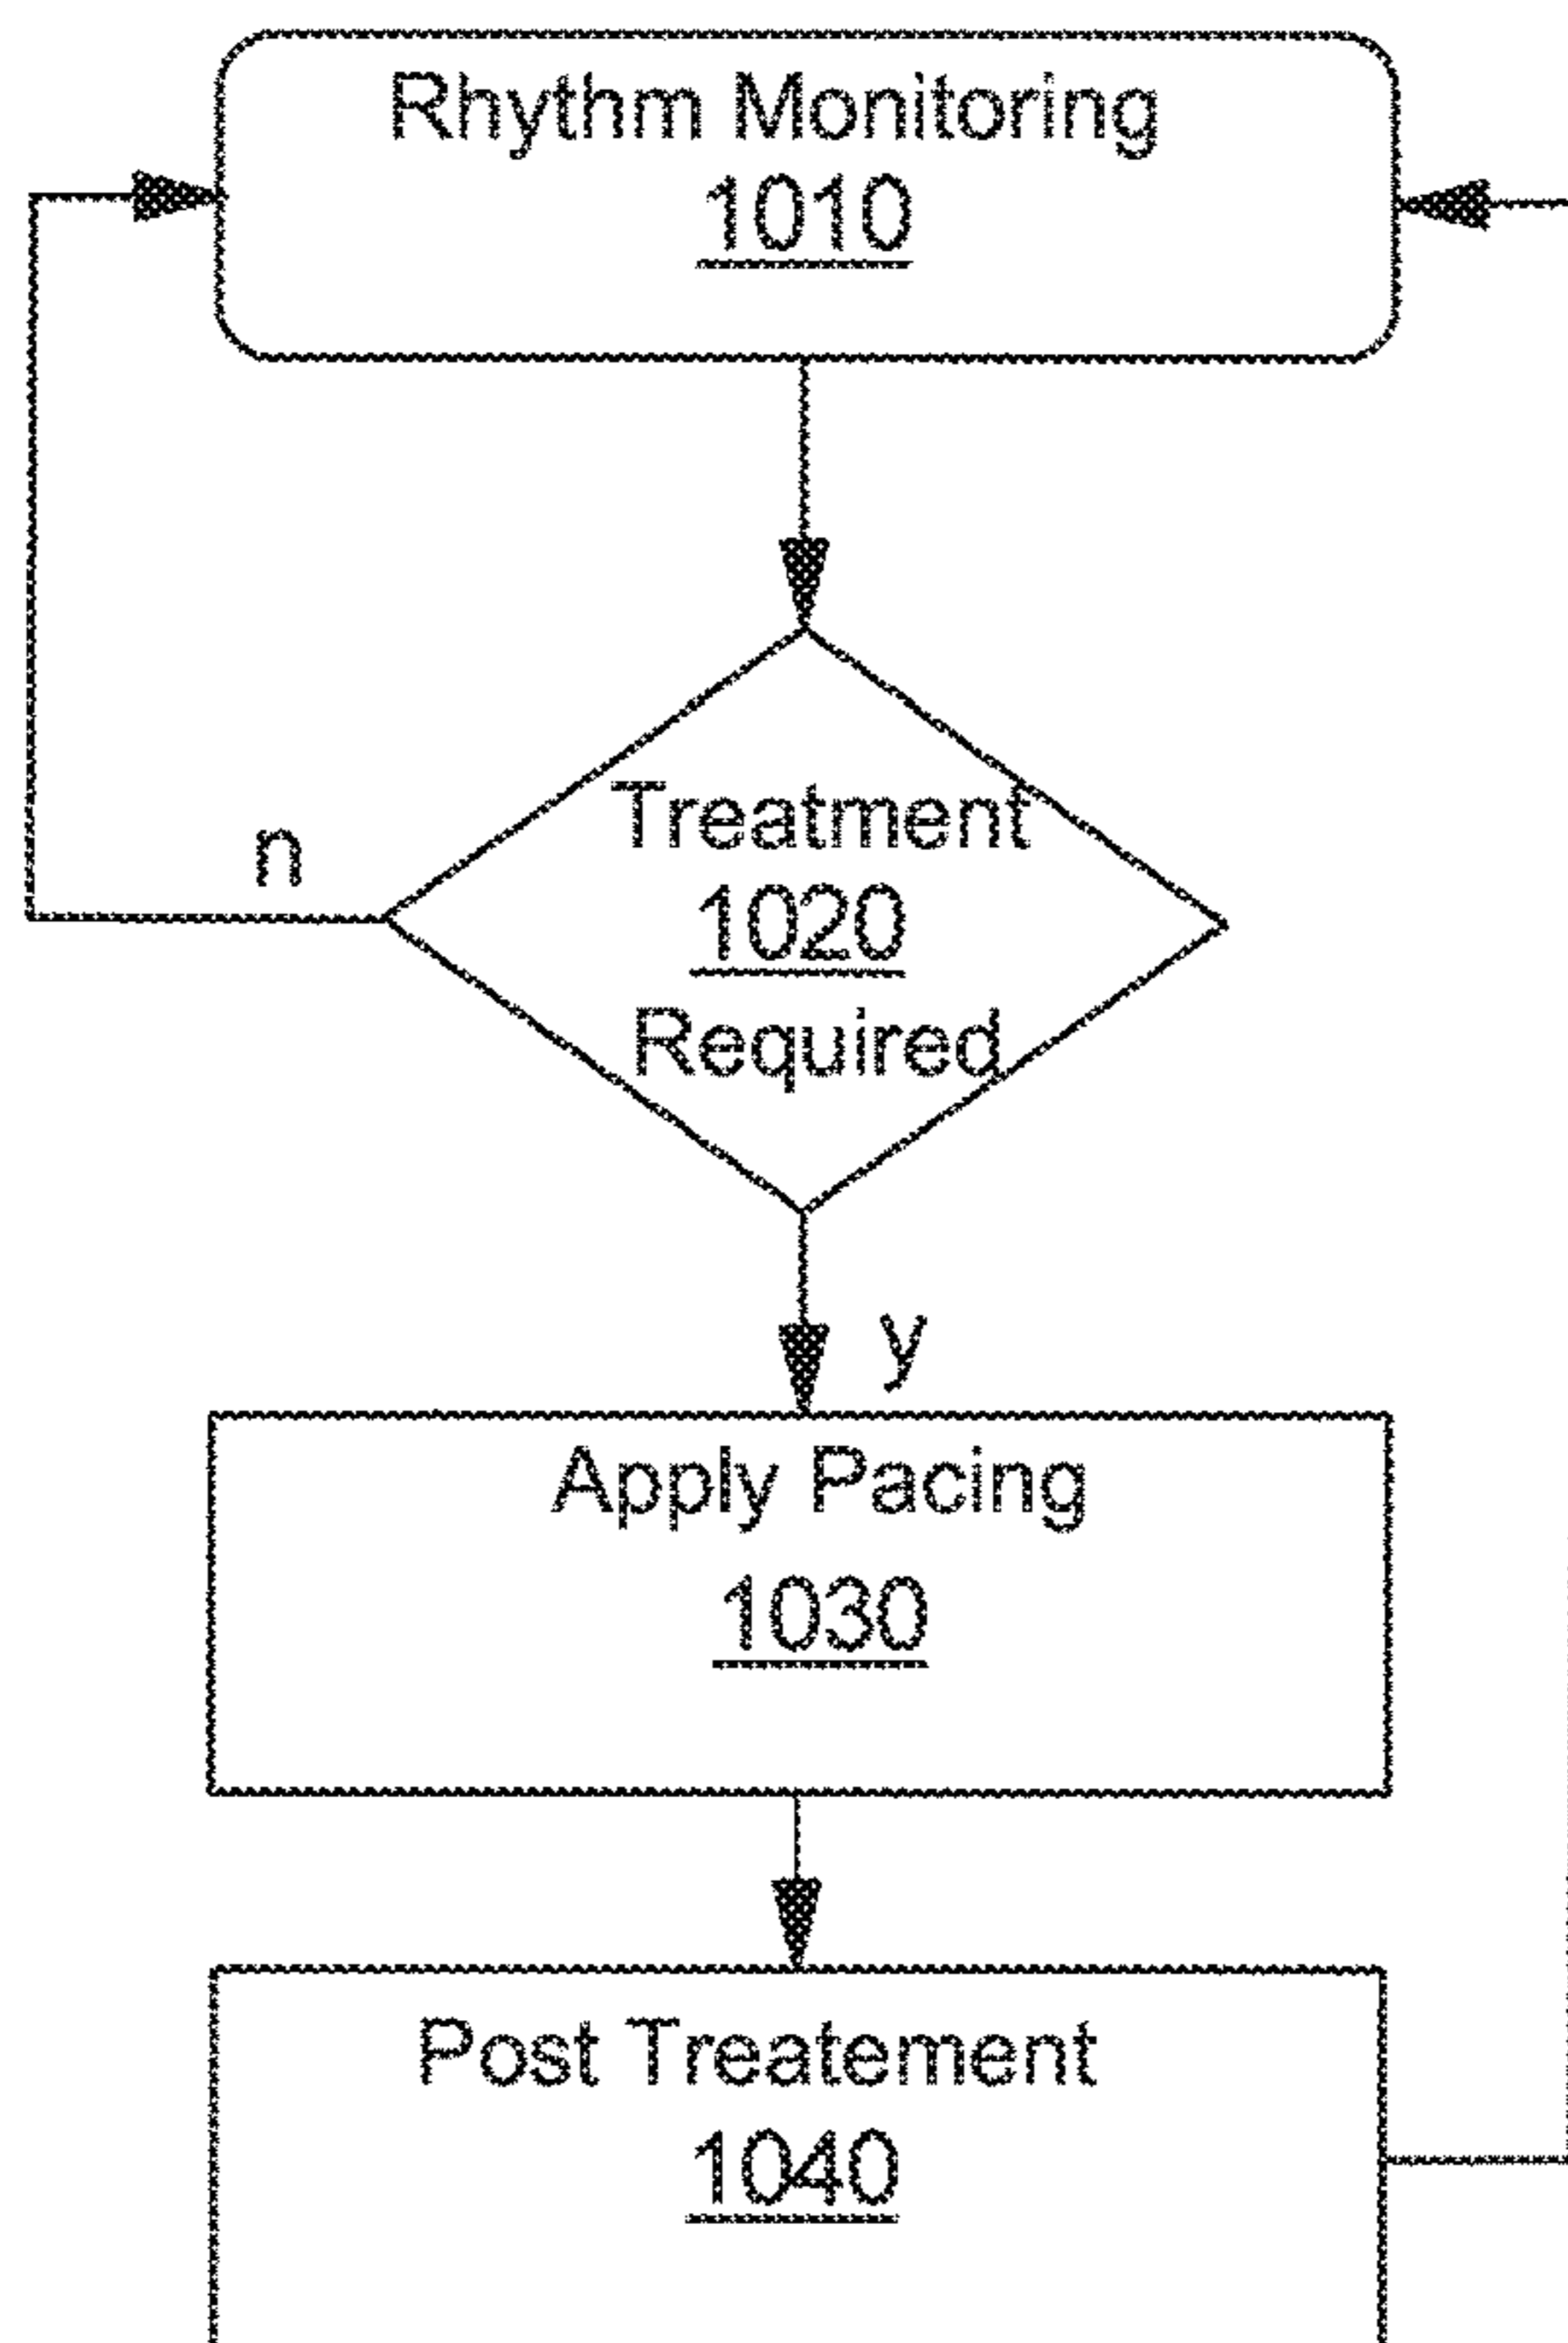 Rhythm Monitoring
1010
Treatment
n
1020
Required
y
Apply Pacing
1030
Post Treatement
1040